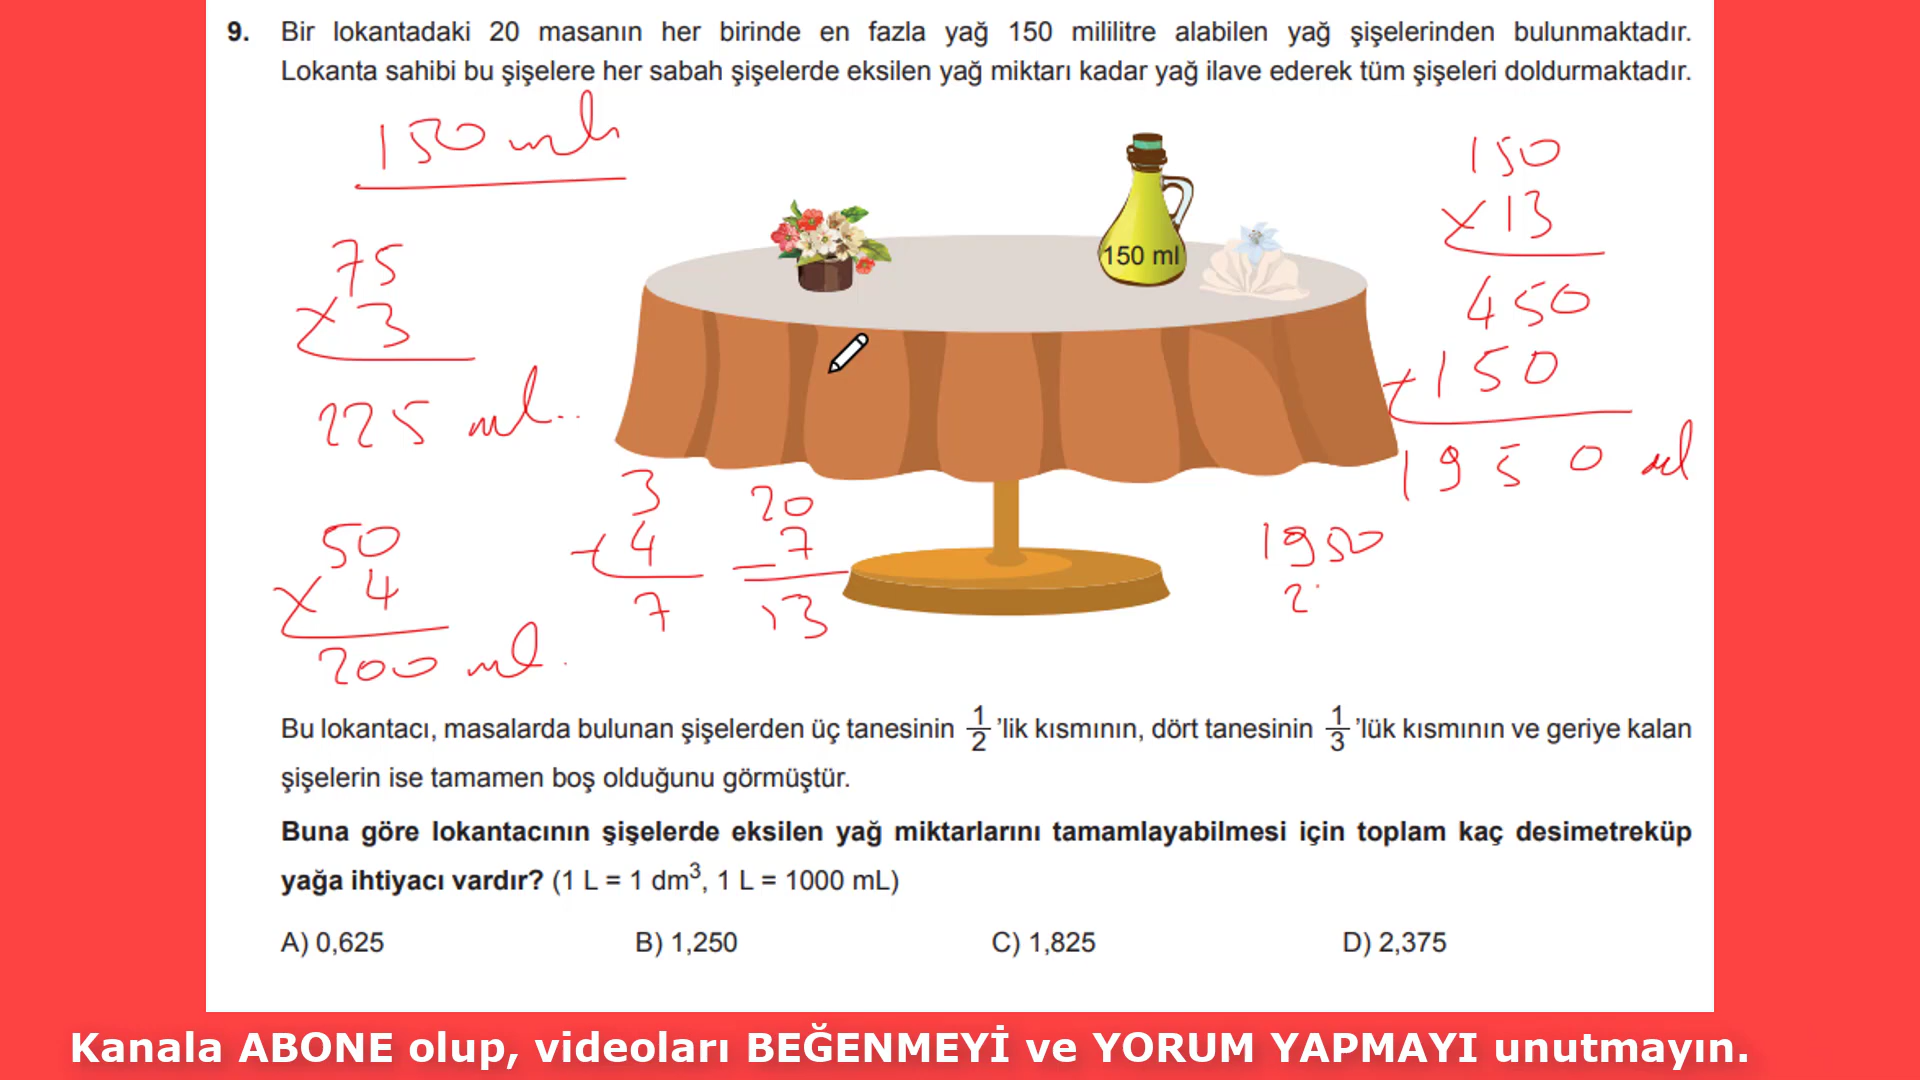 9. Bir lokantadaki 20 masanın her birinde en fazla yağ 150 mililitre alabilen yağ şişelerinden bulunmaktadır.
Lokanta sahibi bu şişelere her sabah şişelerde eksilen yağ miktarı kadar yağ ilave ederek tüm şişeleri doldurmaktadır.
150 ml
75
x 3
225 ml..
50
x 4
200 ml.
3
+ 4
7
20
- 7
13
150 ml
150
x 13
450
+ 150
1950 ml
1950
2
Bu lokantacı, masalarda bulunan şişelerden üç tanesinin 1/2 ’lik kısmının, dört tanesinin 1/3 ’lük kısmının ve geriye kalan
şişelerin ise tamamen boş olduğunu görmüştür.
Buna göre lokantacının şişelerde eksilen yağ miktarlarını tamamlayabilmesi için toplam kaç desimetreküp
yağa ihtiyacı vardır? (1 L = 1 dm³, 1 L = 1000 mL)
A) 0,625 B) 1,250 C) 1,825 D) 2,375
Kanala ABONE olup, videoları BEĞENMEYİ ve YORUM YAPMAYI unutmayın.